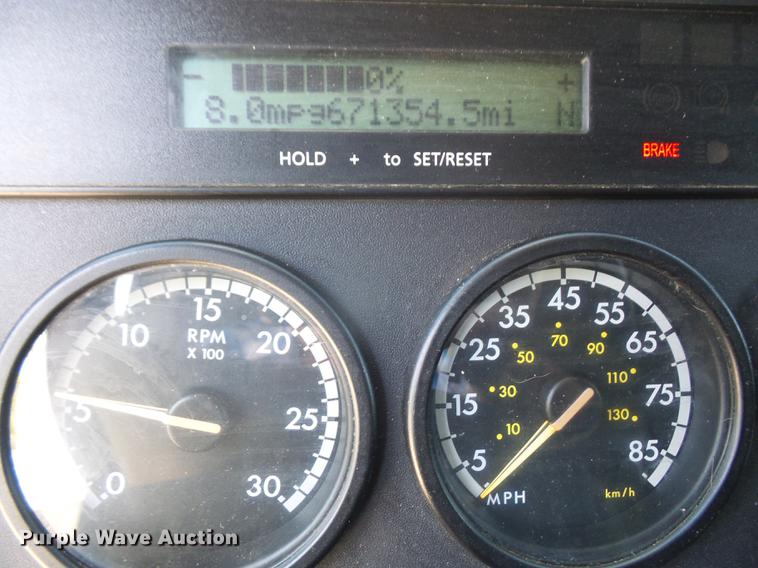 - 0% +
8.0mpg671354.5mi N
HOLD + to SET/RESET
BRAKE
0 5 10 15 20 25 30
RPM
X 100
5 15 25 35 45 55 65 75 85
10 30 50 70 90 110 130
MPH
km/h
Purple Wave Auction